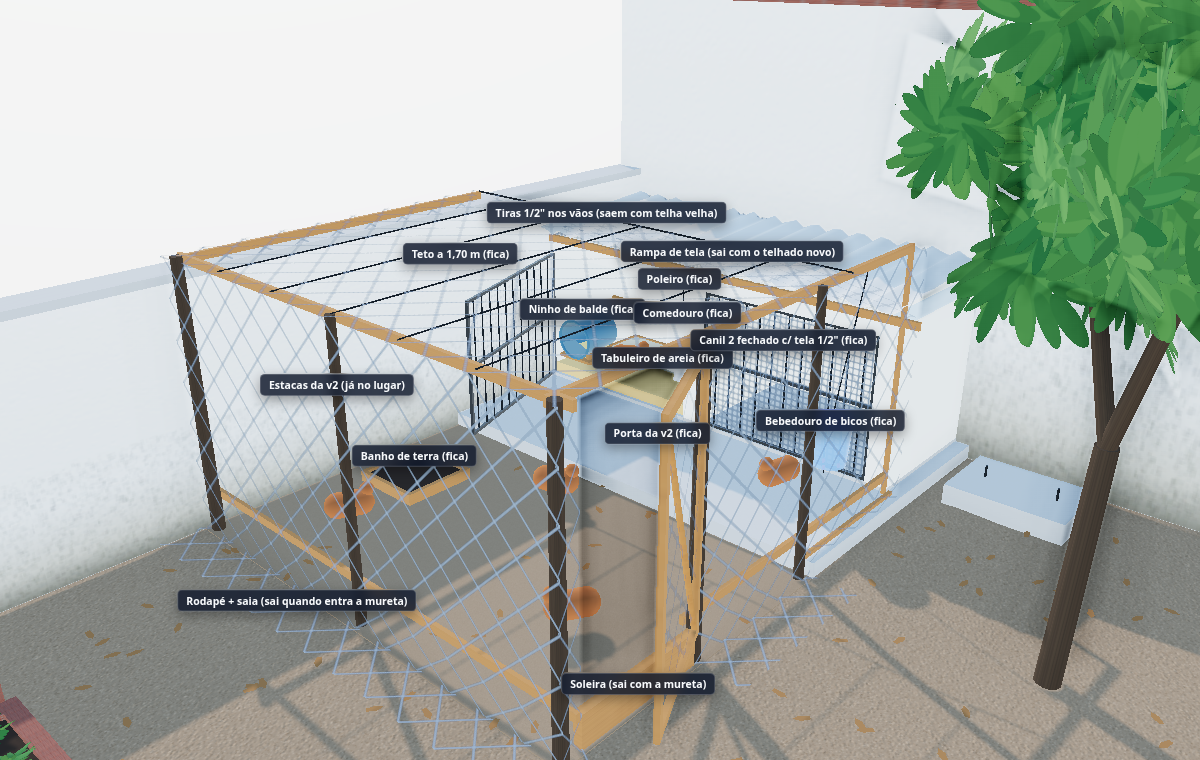 Tiras 1/2" nos vãos (saem com telha velha)
Teto a 1,70 m (fica)
Rampa de tela (sai com o telhado novo)
Poleiro (fica)
Ninho de balde (fica
Comedouro (fica)
Canil 2 fechado c/ tela 1/2" (fica)
Tabuleiro de areia (fica)
Estacas da v2 (já no lugar)
Bebedouro de bicos (fica)
Porta da v2 (fica)
Banho de terra (fica)
Rodapé + saia (sai quando entra a mureta)
Soleira (sai com a mureta)